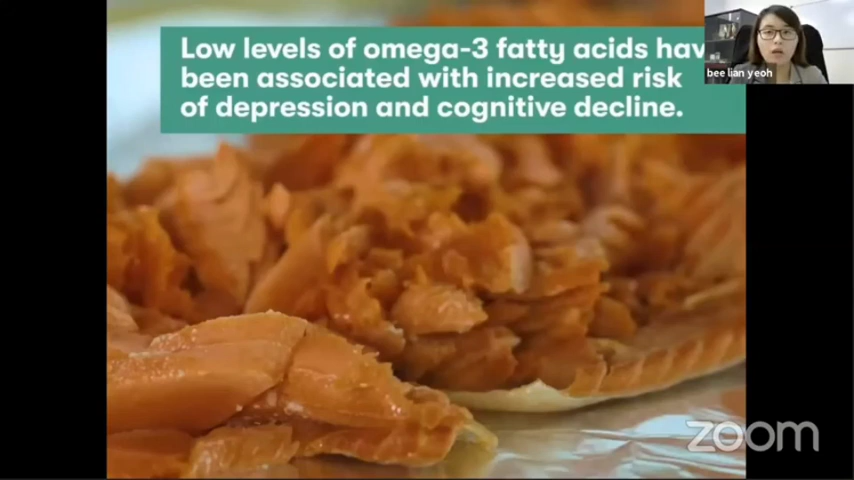 Low levels of omega-3 fatty acids hav
been associated with increased risk
of depression and cognitive decline.
bee lian yeoh
zoom